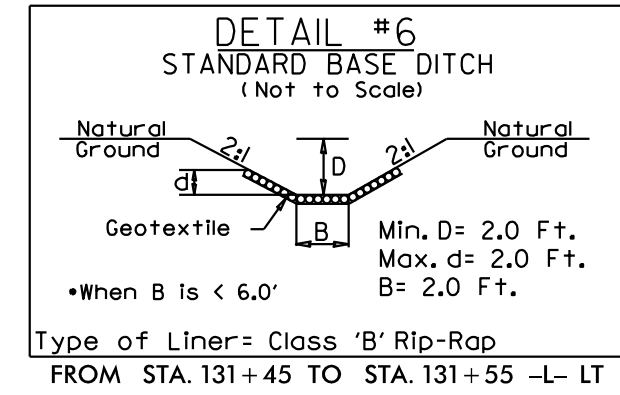 DETAIL #6
STANDARD BASE DITCH
(Not to Scale)
Natural Ground
2:1
D
2:1
Natural Ground
d
Geotextile
B
Min. D= 2.0 Ft.
Max. d= 2.0 Ft.
B= 2.0 Ft.
•When B is < 6.0'
Type of Liner= Class 'B' Rip-Rap
FROM STA. 131+45 TO STA. 131+55 -L- LT